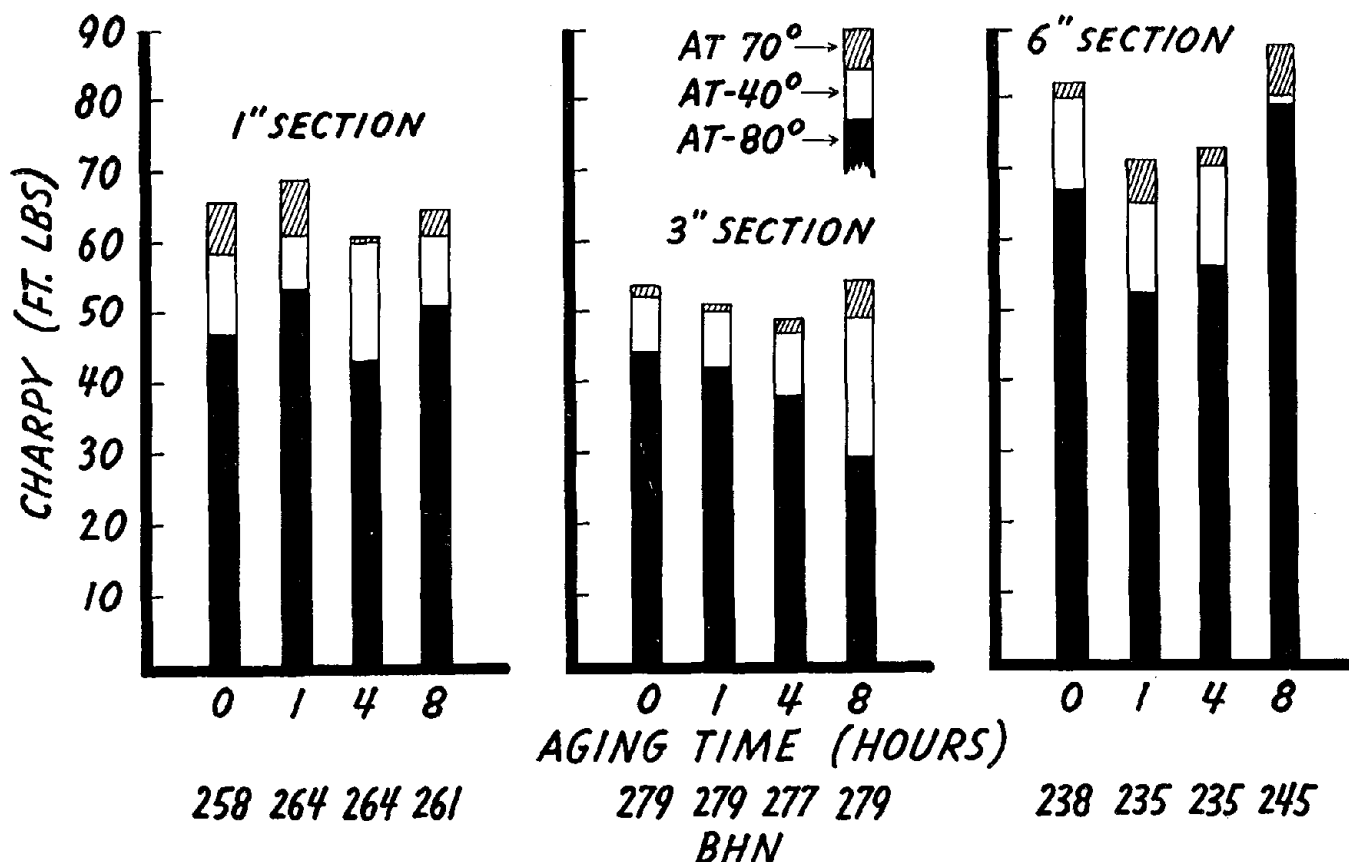 90
80
70
60
50
40
30
20
10
CHARPY (FT. LBS)
1" SECTION
0 1 4 8
258 264 264 261
AT 70°
AT-40°
AT-80°
3" SECTION
0 1 4 8
AGING TIME (HOURS)
279 279 277 279
BHN
6" SECTION
0 1 4 8
238 235 235 245